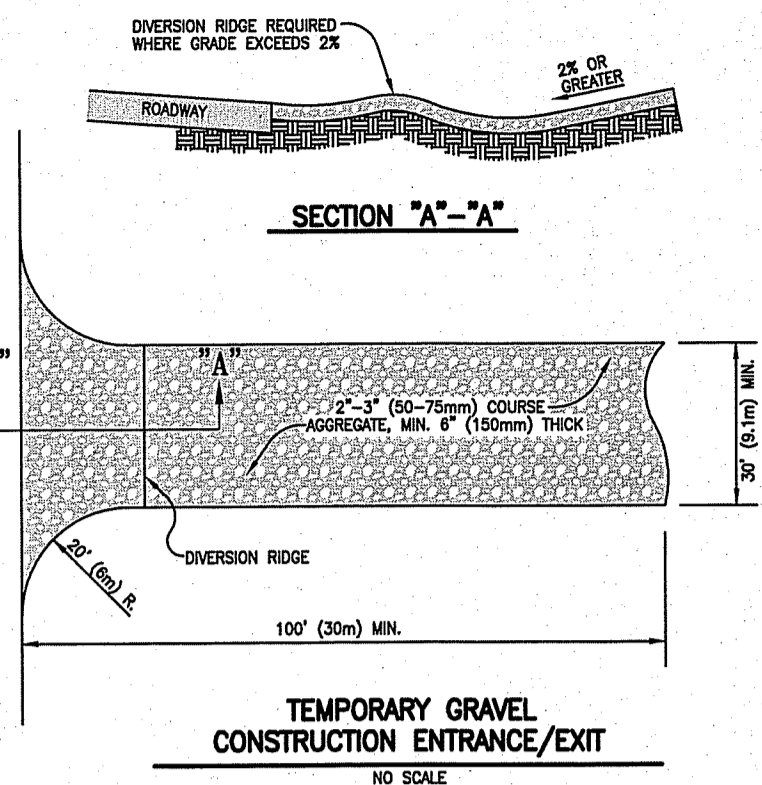 DIVERSION RIDGE REQUIRED
WHERE GRADE EXCEEDS 2%
2% OR
GREATER
ROADWAY
SECTION "A"-"A"
"
"A"
2"-3" (50-75mm) COURSE
AGGREGATE, MIN. 6" (150mm) THICK
30' (9.1m) MIN.
DIVERSION RIDGE
20' (6m) R.
100' (30m) MIN.
TEMPORARY GRAVEL
CONSTRUCTION ENTRANCE/EXIT
NO SCALE